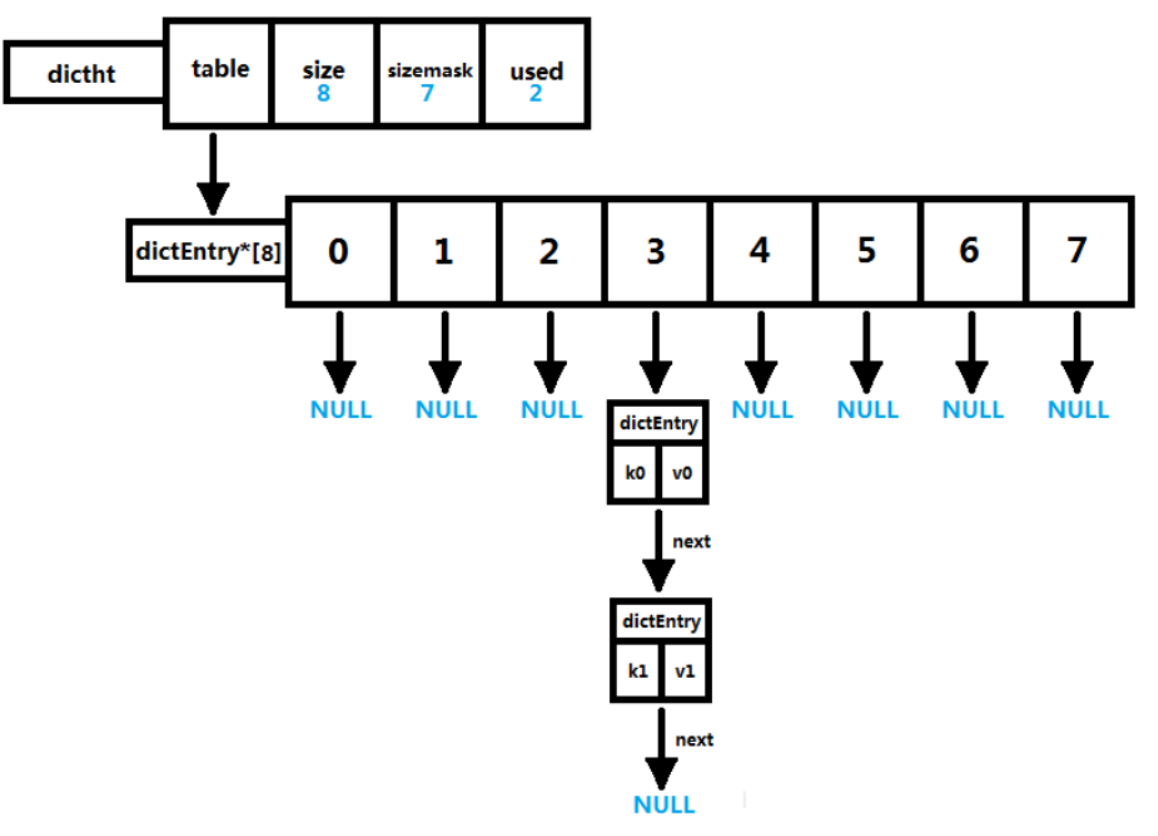 dictht table size sizemask used
8 7 2
dictEntry*[8] 0 1 2 3 4 5 6 7
NULL NULL NULL NULL NULL NULL NULL
dictEntry
k0 v0
next
dictEntry
k1 v1
next
NULL